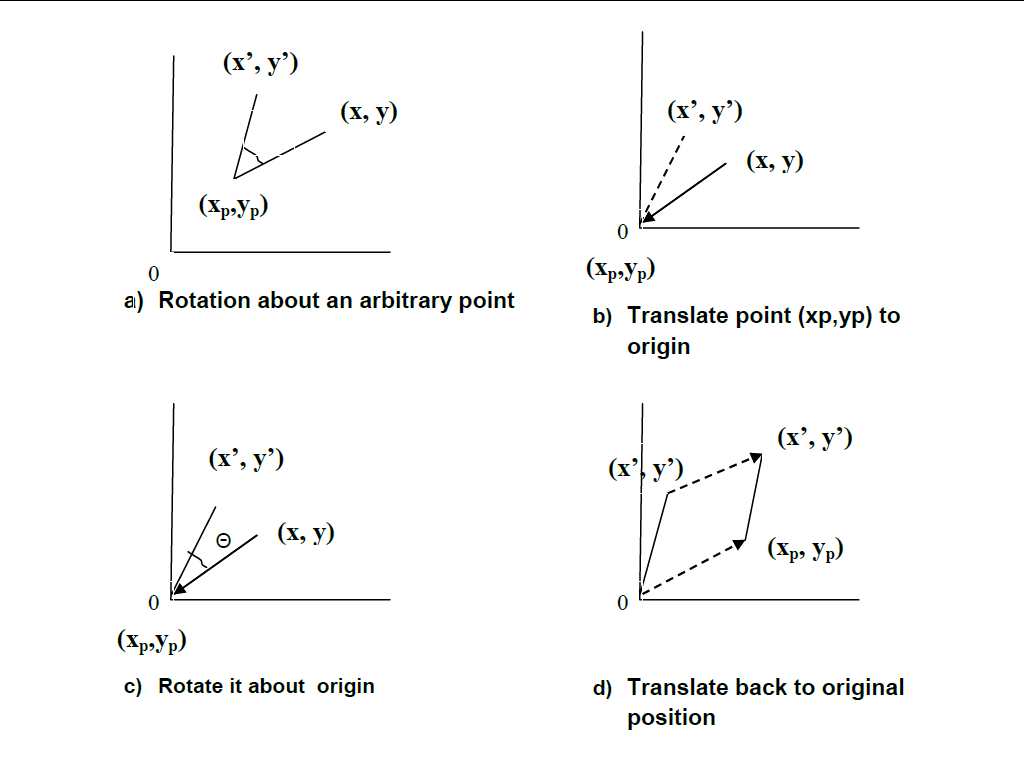 (x’, y’)
(x, y)
(xp,yp)
0
a) Rotation about an arbitrary point
(x’, y’)
(x, y)
0
(xp,yp)
b) Translate point (xp,yp) to
origin
(x’, y’)
Θ
(x, y)
0
(xp,yp)
c) Rotate it about origin
(x’, y’)
(x’, y’)
(xp, yp)
0
d) Translate back to original
position